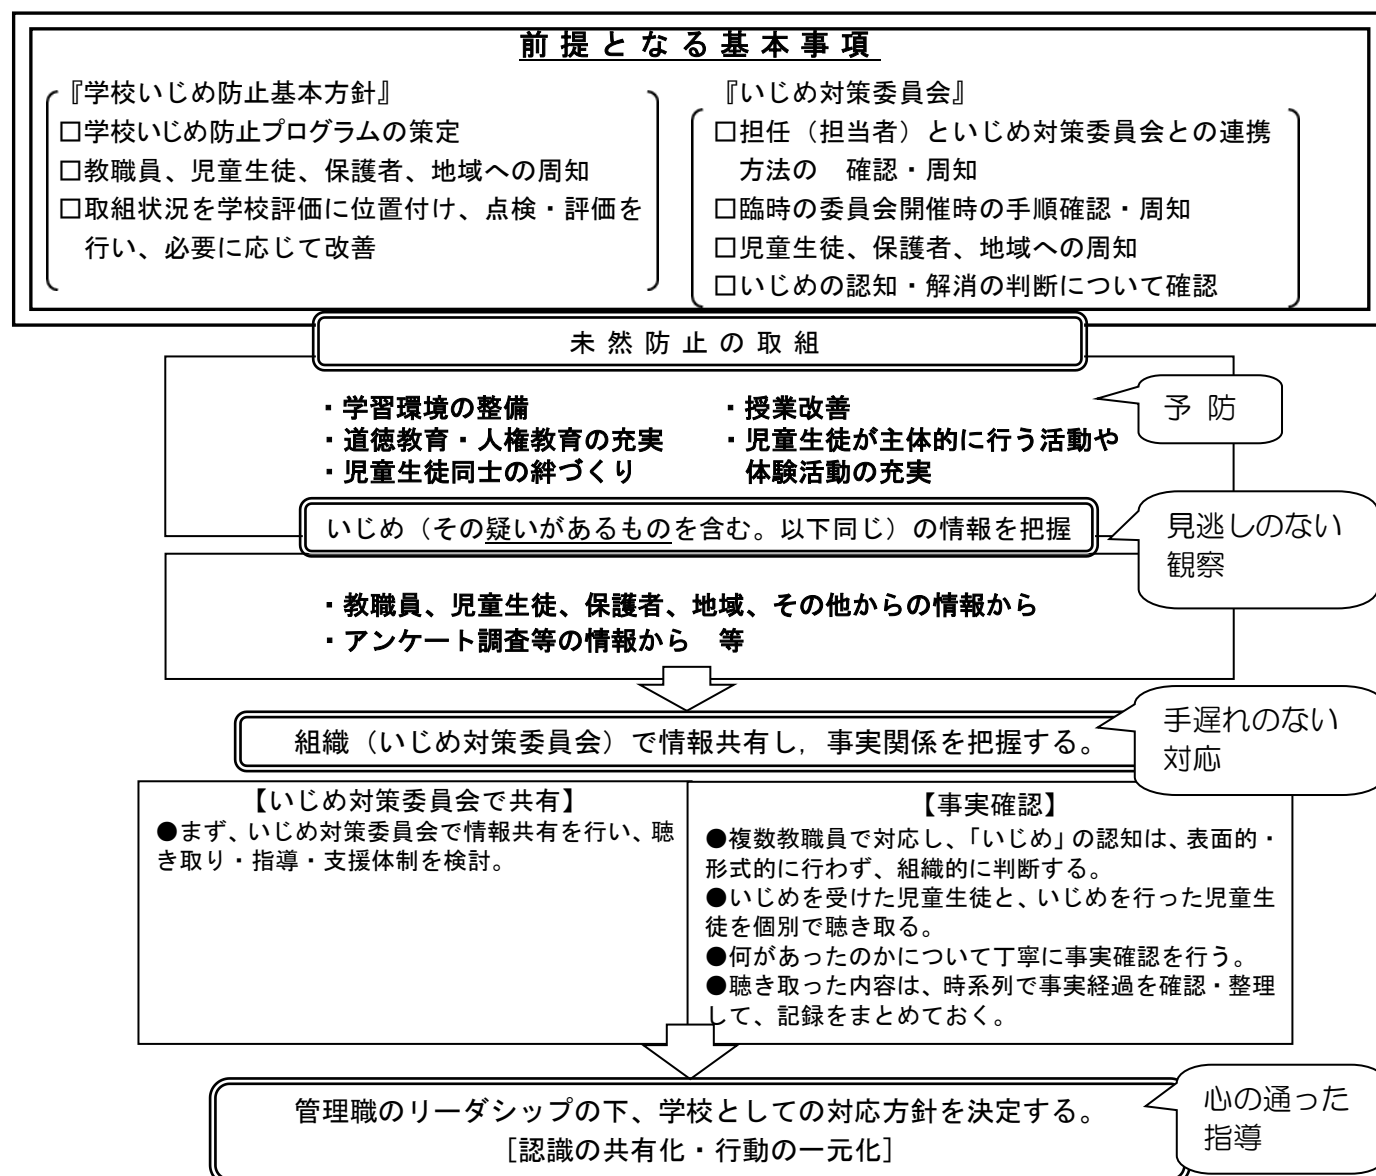 前提となる基本事項
『学校いじめ防止基本方針』
□学校いじめ防止プログラムの策定
□教職員、児童生徒、保護者、地域への周知
□取組状況を学校評価に位置付け、点検・評価を
行い、必要に応じて改善
『いじめ対策委員会』
□担任（担当者）といじめ対策委員会との連携
方法の　確認・周知
□臨時の委員会開催時の手順確認・周知
□児童生徒、保護者、地域への周知
□いじめの認知・解消の判断について確認
未然防止の取組
予 防
・学習環境の整備
・道徳教育・人権教育の充実
・児童生徒同士の絆づくり
・授業改善
・児童生徒が主体的に行う活動や
体験活動の充実
いじめ（その疑いがあるものを含む。以下同じ）の情報を把握
見逃しのない
観察
・教職員、児童生徒、保護者、地域、その他からの情報から
・アンケート調査等の情報から　等
組織（いじめ対策委員会）で情報共有し，事実関係を把握する。
手遅れのない
対応
【いじめ対策委員会で共有】
●まず、いじめ対策委員会で情報共有を行い、聴
き取り・指導・支援体制を検討。
【事実確認】
●複数教職員で対応し、「いじめ」の認知は、表面的・
形式的に行わず、組織的に判断する。
●いじめを受けた児童生徒と、いじめを行った児童生
徒を個別で聴き取る。
●何があったのかについて丁寧に事実確認を行う。
●聴き取った内容は、時系列で事実経過を確認・整理
して、記録をまとめておく。
管理職のリーダシップの下、学校としての対応方針を決定する。
［認識の共有化・行動の一元化］
心の通った
指導